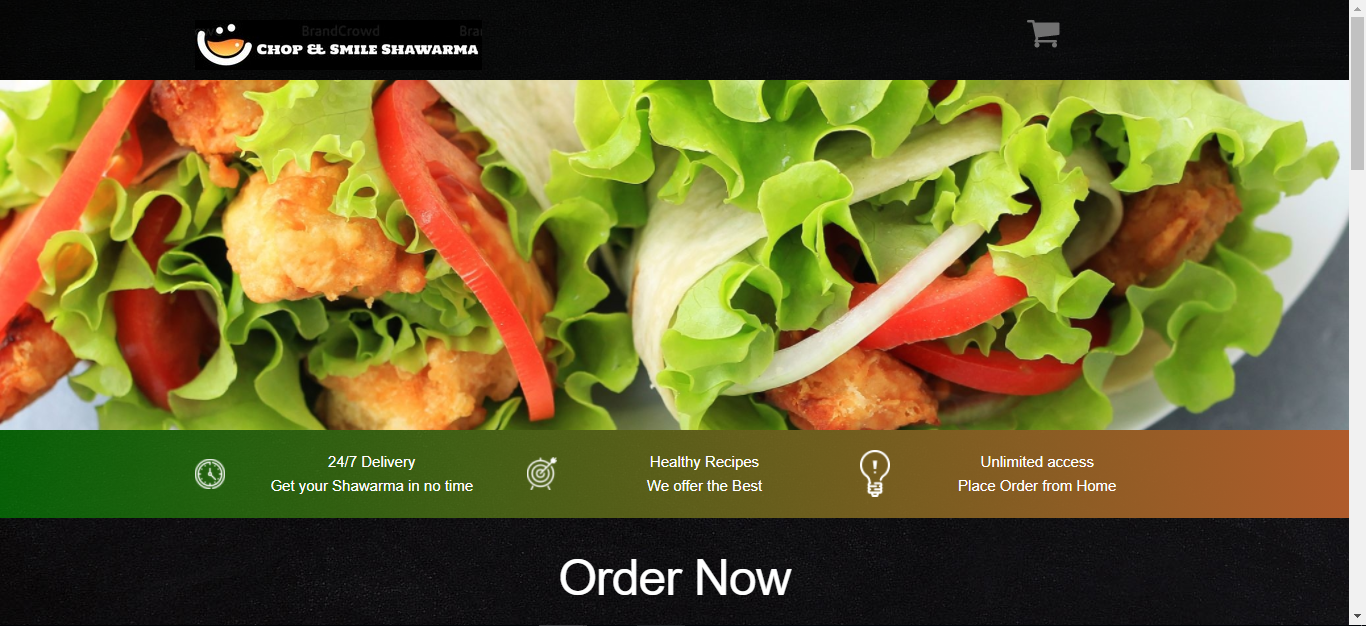 BrandCrowd
CHOP & SMILE SHAWARMA
24/7 Delivery
Get your Shawarma in no time
Healthy Recipes
We offer the Best
Unlimited access
Place Order from Home
Order Now